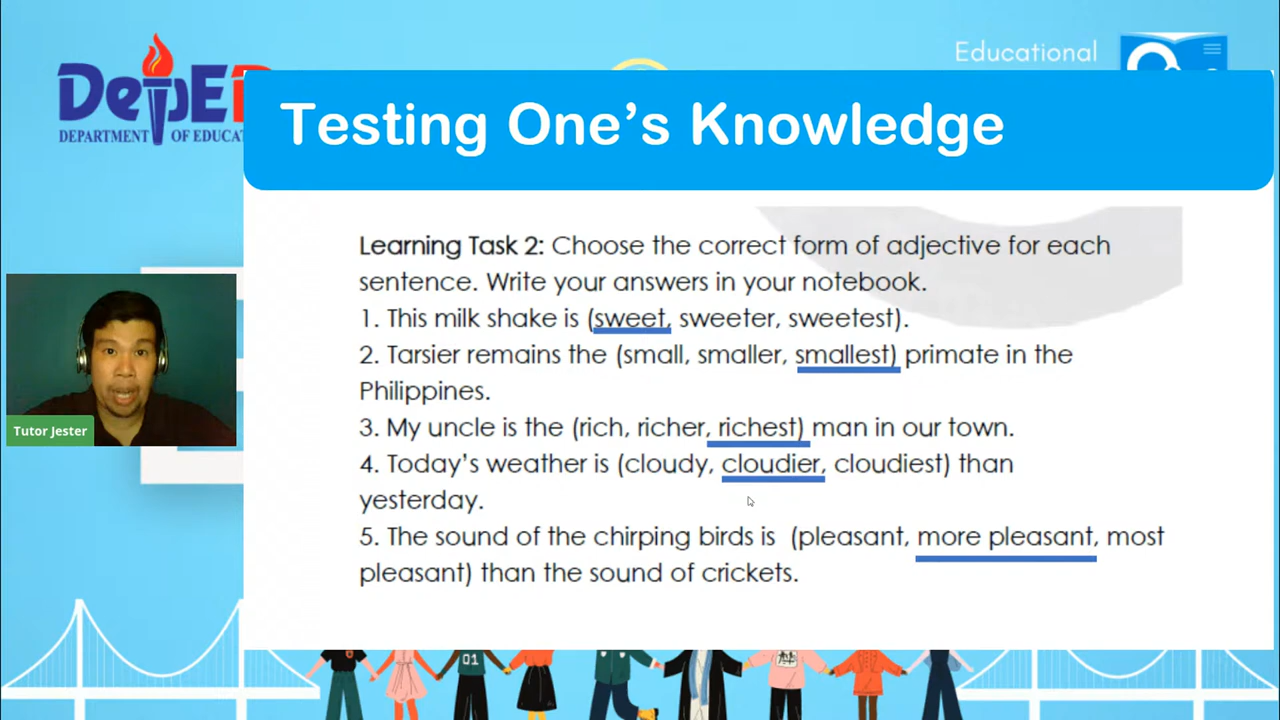 Educational
DepED
DEPARTMENT OF EDUCA
Testing One's Knowledge
Learning Task 2: Choose the correct form of adjective for each
sentence. Write your answers in your notebook.
1. This milk shake is (sweet, sweeter, sweetest).
2. Tarsier remains the (small, smaller, smallest) primate in the
Philippines.
3. My uncle is the (rich, richer, richest) man in our town.
4. Today's weather is (cloudy, cloudier, cloudiest) than
yesterday.
5. The sound of the chirping birds is (pleasant, more pleasant, most
pleasant) than the sound of crickets.
Tutor Jester
01